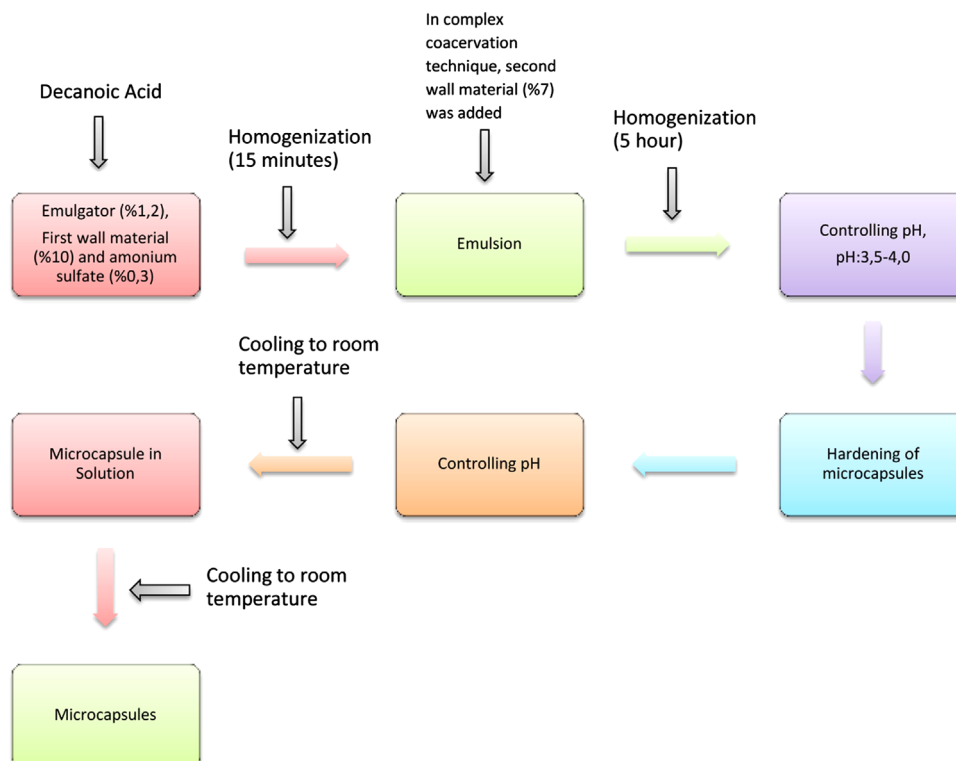 Decanoic Acid
Emulgator (%1,2),
First wall material
(%10) and amonium
sulfate (%0,3)
Homogenization
(15 minutes)
In complex
coacervation
technique, second
wall material (%7)
was added
Emulsion
Homogenization
(5 hour)
Controlling pH,
pH:3,5-4,0
Hardening of
microcapsules
Controlling pH
Cooling to room
temperature
Microcapsule in
Solution
Cooling to room
temperature
Microcapsules